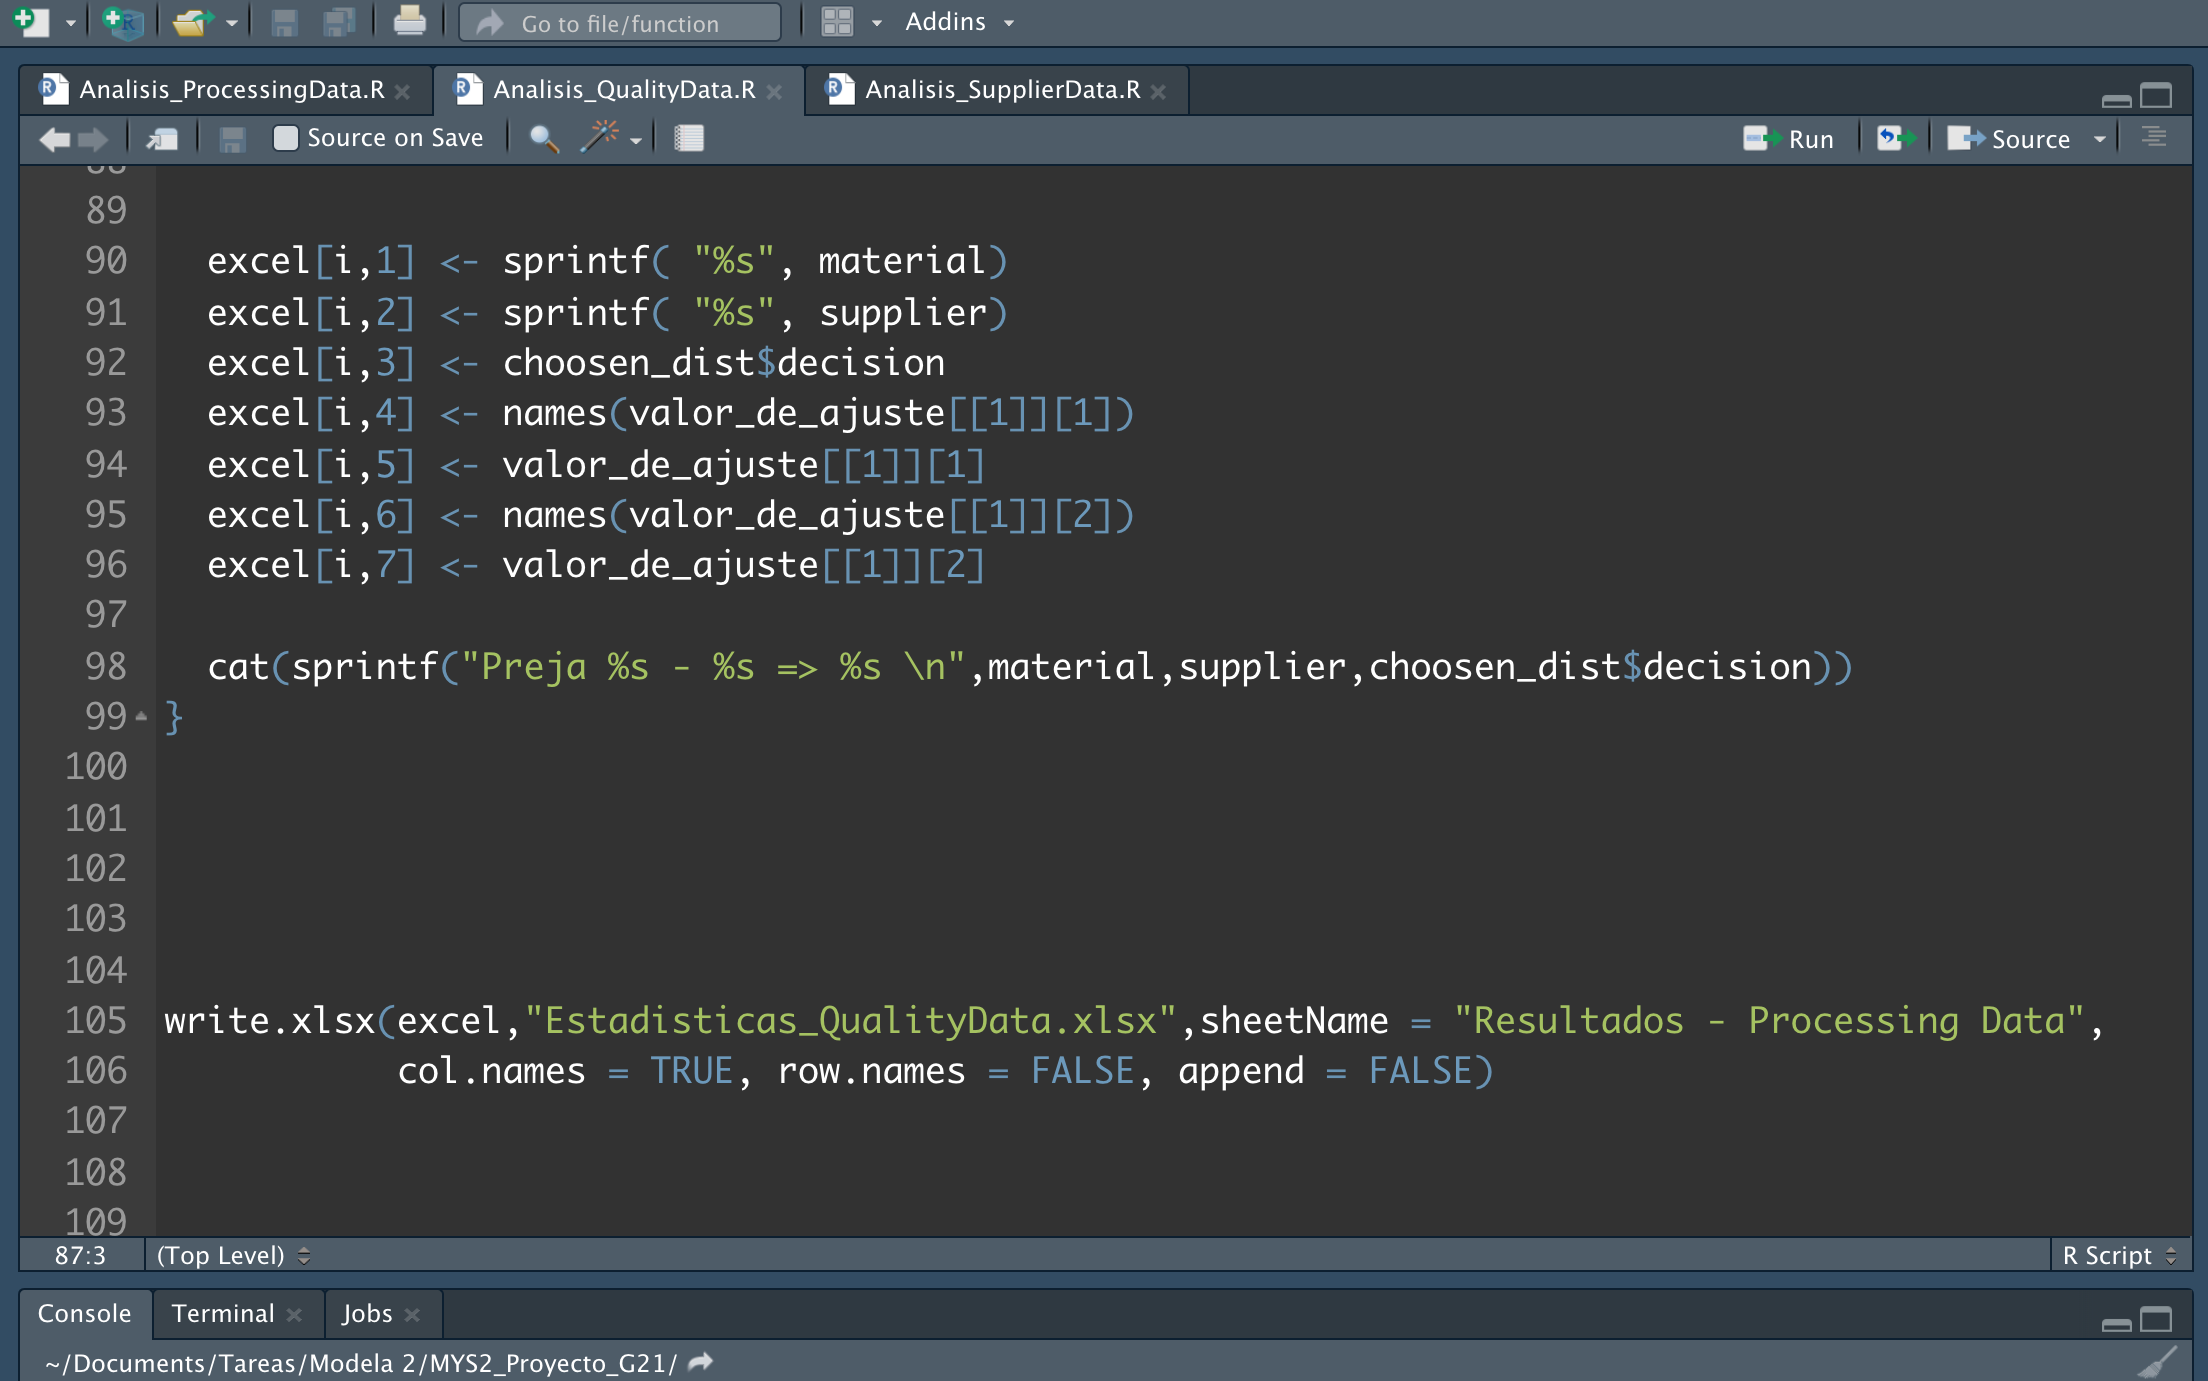 Go to file/function
Addins
Analisis_ProcessingData.R
Analisis_QualityData.R
Analisis_SupplierData.R
Source on Save
Run
Source
89
90 excel[i,1] <- sprintf( "%s", material)
91 excel[i,2] <- sprintf( "%s", supplier)
92 excel[i,3] <- choosen_dist$decision
93 excel[i,4] <- names(valor_de_ajuste[[1]][1])
94 excel[i,5] <- valor_de_ajuste[[1]][1]
95 excel[i,6] <- names(valor_de_ajuste[[1]][2])
96 excel[i,7] <- valor_de_ajuste[[1]][2]
97
98 cat(sprintf("Preja %s - %s => %s \n",material,supplier,choosen_dist$decision))
99 }
100
101
102
103
104
105 write.xlsx(excel,"Estadisticas_QualityData.xlsx",sheetName = "Resultados - Processing Data",
106 col.names = TRUE, row.names = FALSE, append = FALSE)
107
108
109
87:3 (Top Level) R Script
Console Terminal Jobs
~/Documents/Tareas/Modela 2/MYS2_Proyecto_G21/